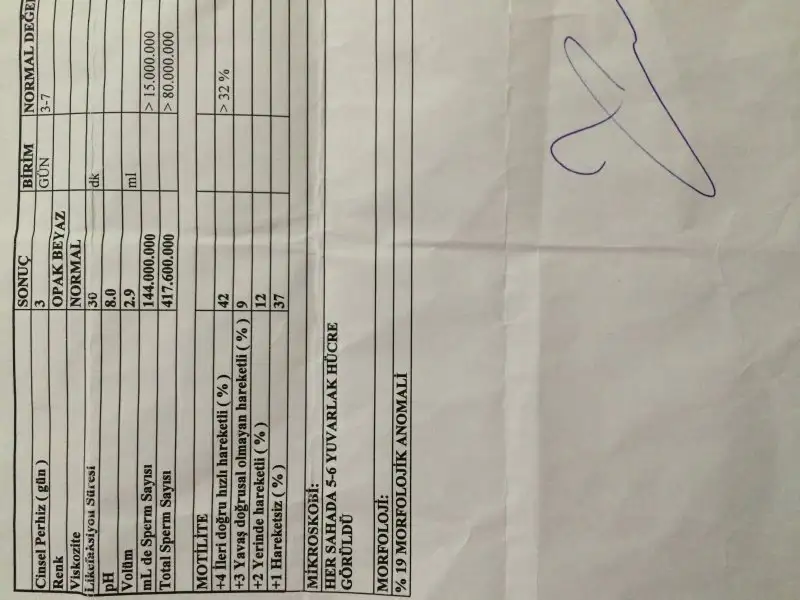 SONUÇ BİRİM NORMAL
Cinsel Perhiz ( gün ) 3 GÜN 3-7
Renk OPAK BEYAZ
Viskozite NORMAL
Likefaksiyon Süresi 30 dk
pH 8.0
Volüm 2.9 ml
mL de Sperm Sayısı 144.000.000 > 15.000.000
Total Sperm Sayısı 417.600.000 > 80.000.000
MOTİLİTE
+4 İleri doğru hızlı hareketli ( % ) 42 > 32 %
+3 Yavaş doğrusal olmayan hareketli ( % ) 9
+2 Yerinde hareketli ( % ) 12
+1 Hareketsiz ( % ) 37
MİKROSKOBİ:
HER SAHADA 5-6 YUVARLAK HÜCRE
GÖRÜLDÜ
MORFOLOJİ:
% 19 MORFOLOJİK ANOMALİ